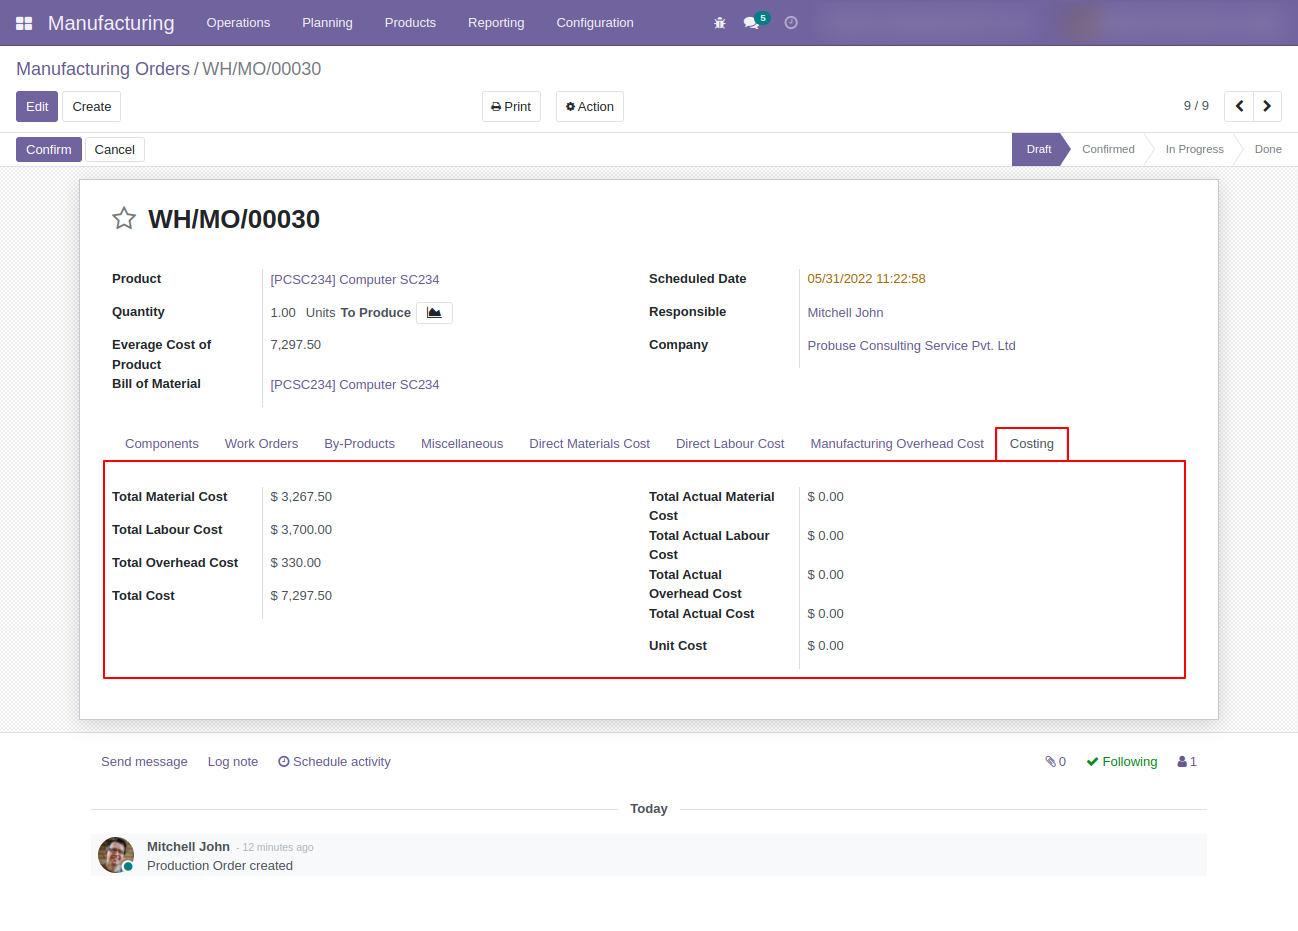 Manufacturing Operations Planning Products Reporting Configuration 5
Manufacturing Orders / WH/MO/00030
Edit Create Print Action 9 / 9
Confirm Cancel Draft Confirmed In Progress Done
WH/MO/00030
Product [PCSC234] Computer SC234
Quantity 1.00 Units To Produce
Everage Cost of
Product
7,297.50
Bill of Material [PCSC234] Computer SC234
Scheduled Date 05/31/2022 11:22:58
Responsible Mitchell John
Company Probuse Consulting Service Pvt. Ltd
Components Work Orders By-Products Miscellaneous Direct Materials Cost Direct Labour Cost Manufacturing Overhead Cost Costing
Total Material Cost $ 3,267.50
Total Labour Cost $ 3,700.00
Total Overhead Cost $ 330.00
Total Cost $ 7,297.50
Total Actual Material
Cost
$ 0.00
Total Actual Labour
Cost
$ 0.00
Total Actual
Overhead Cost
$ 0.00
Total Actual Cost $ 0.00
Unit Cost $ 0.00
Send message Log note Schedule activity 0 Following 1
Today
Mitchell John - 12 minutes ago
Production Order created